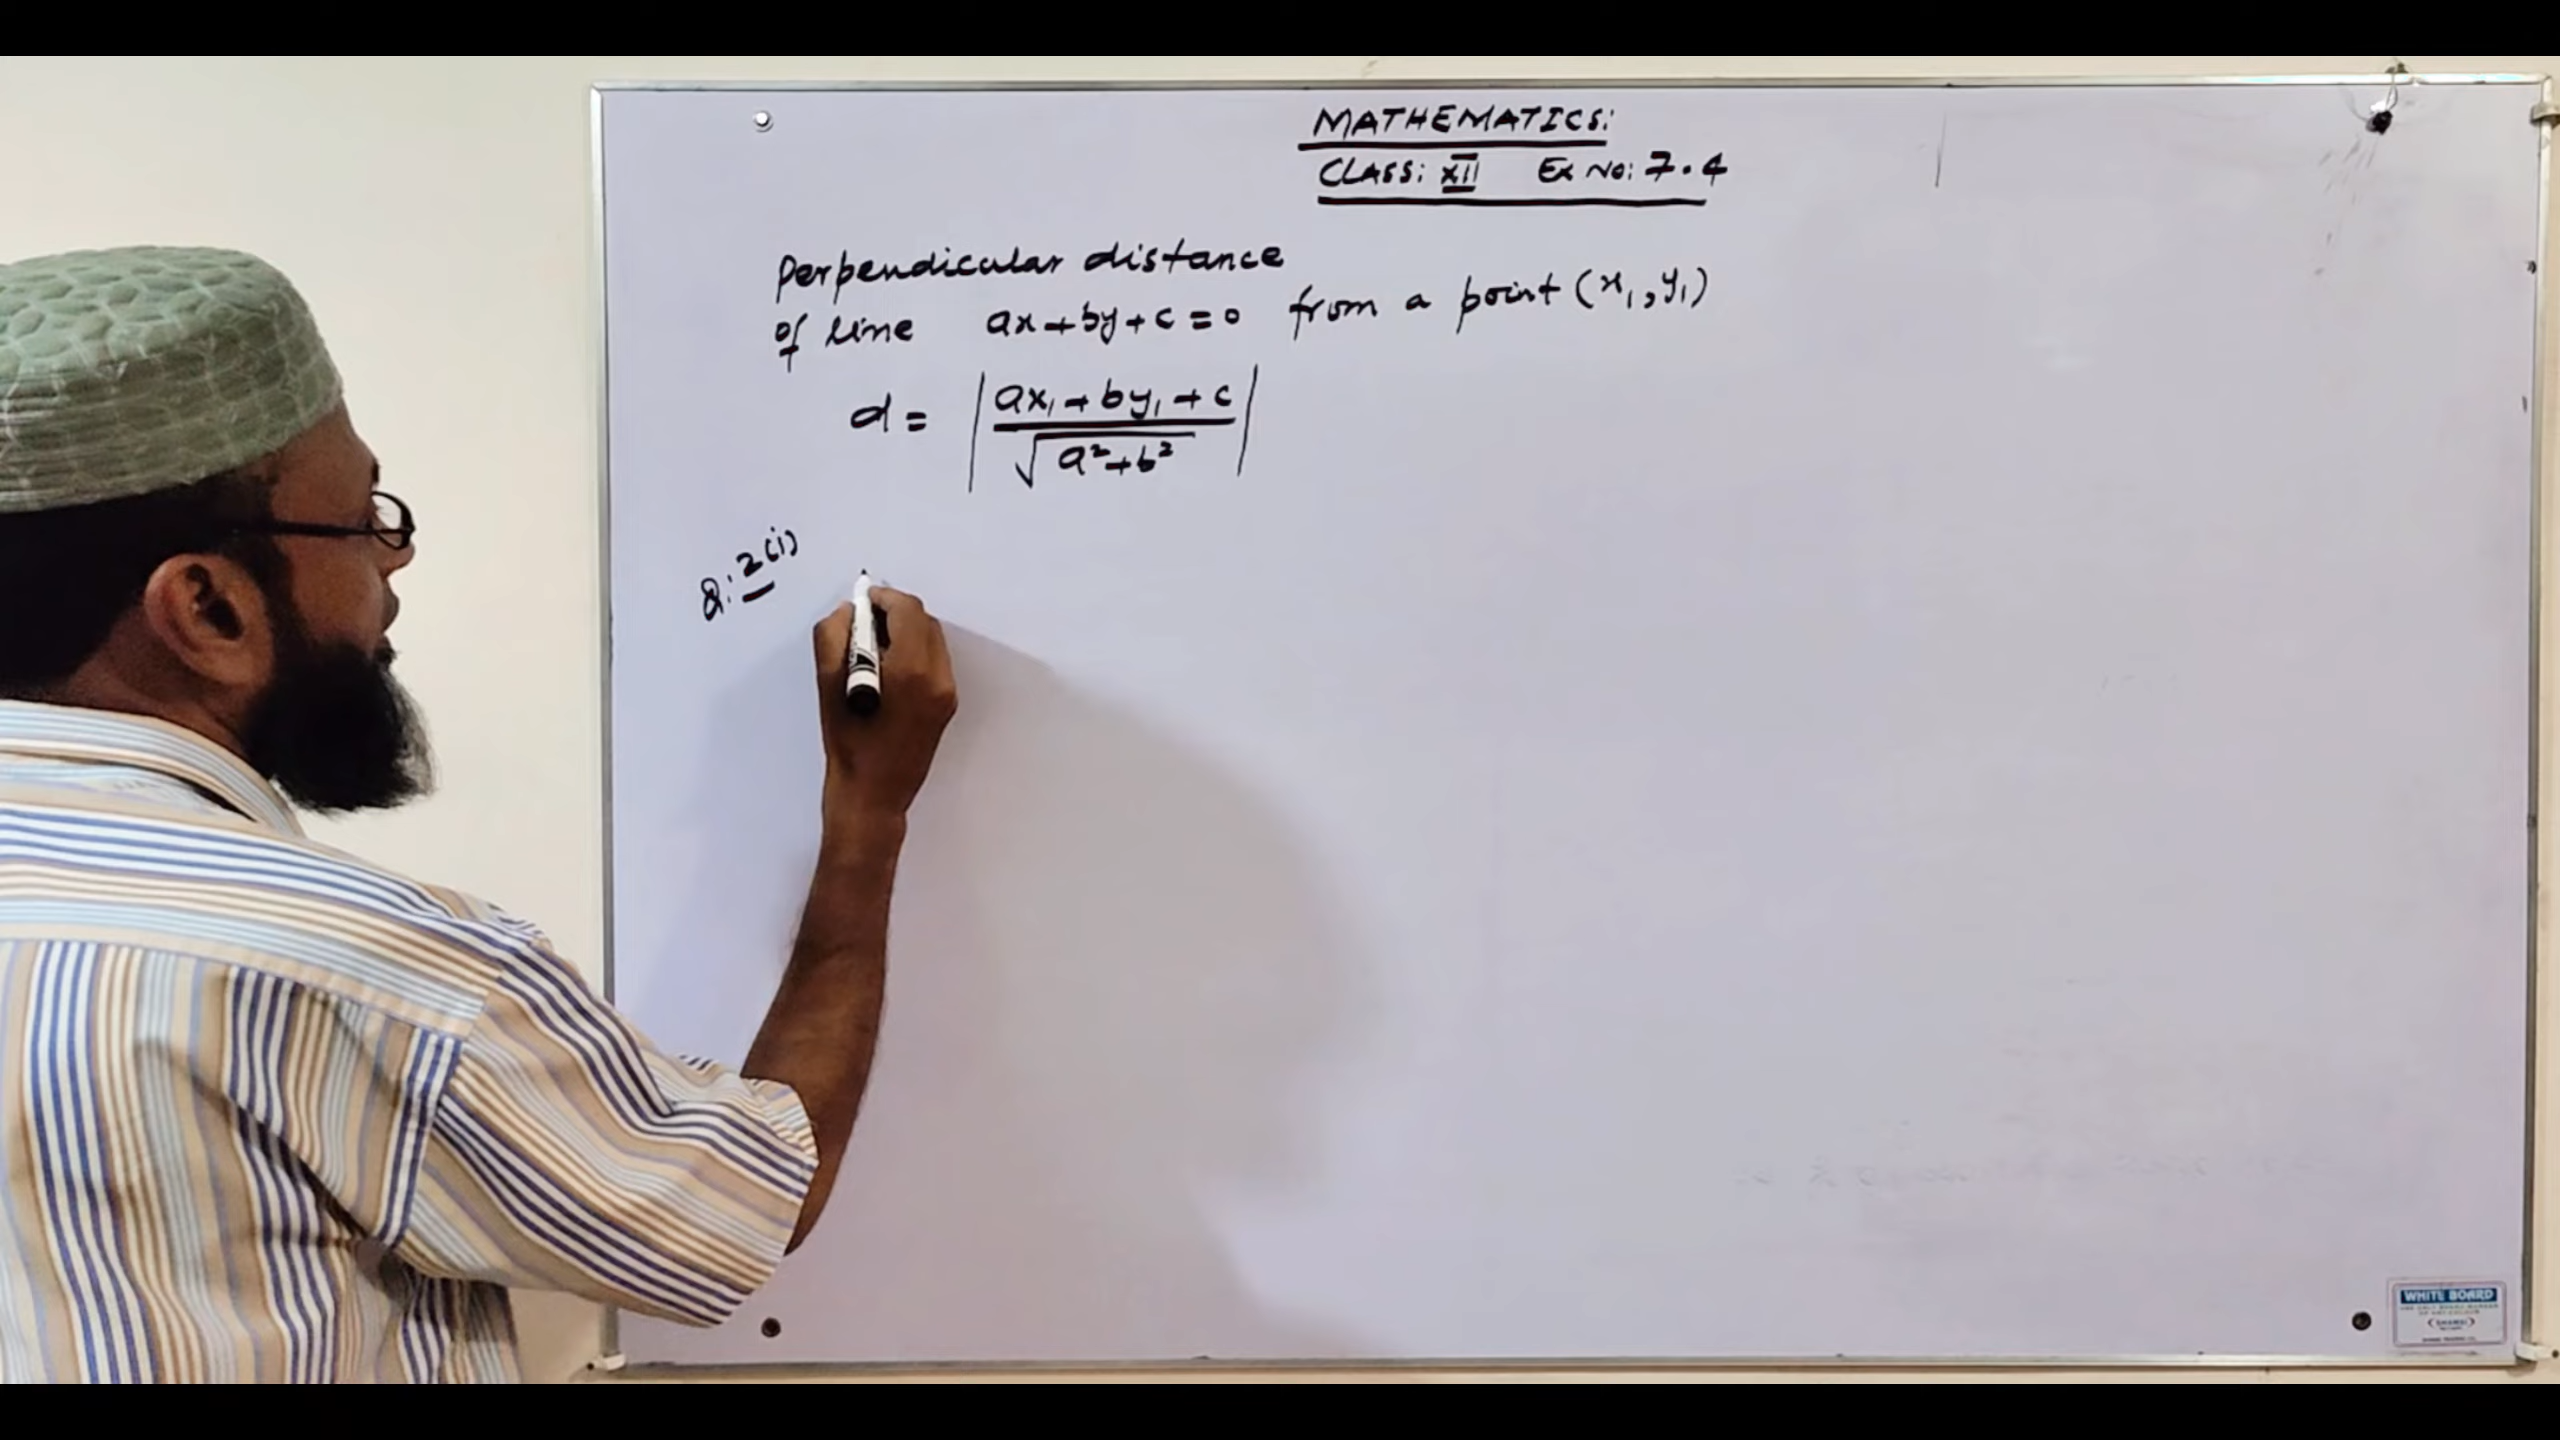 MATHEMATICS:
CLASS: XII Ex No: 7.4
Perpendicular distance
of line ax+by+c=0 from a point (x₁,y₁)
d = |ax₁+by₁+c / √a²+b²|
Q: 2(i)
WHITE BOARD